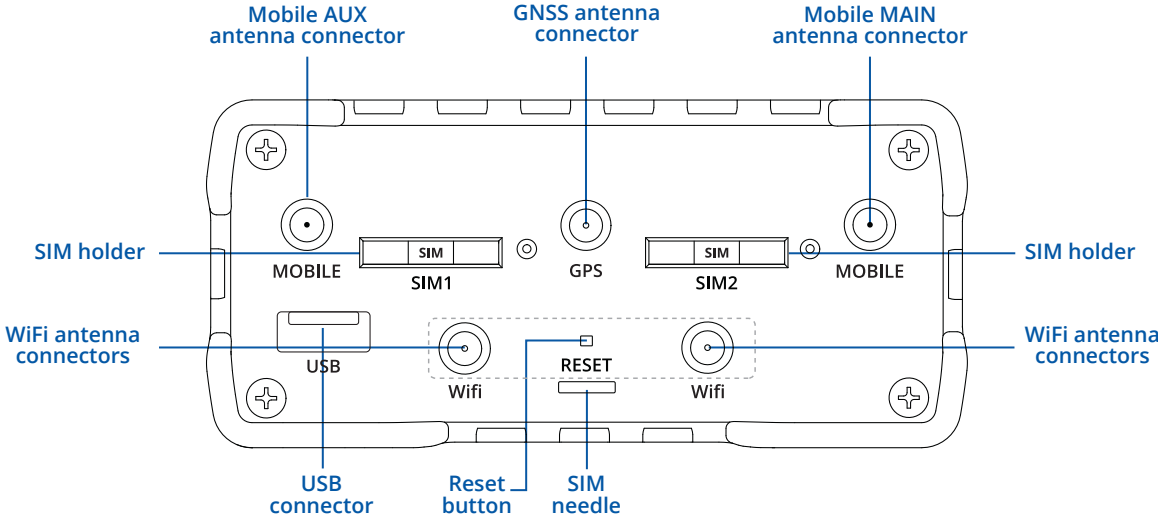 Mobile AUX
antenna connector
GNSS antenna
connector
Mobile MAIN
antenna connector
SIM holder
SIM
SIM
SIM holder
MOBILE
SIM1
GPS
SIM2
MOBILE
WiFi antenna
connectors
WiFi antenna
connectors
USB
RESET
Wifi
Wifi
USB
connector
Reset
button
SIM
needle